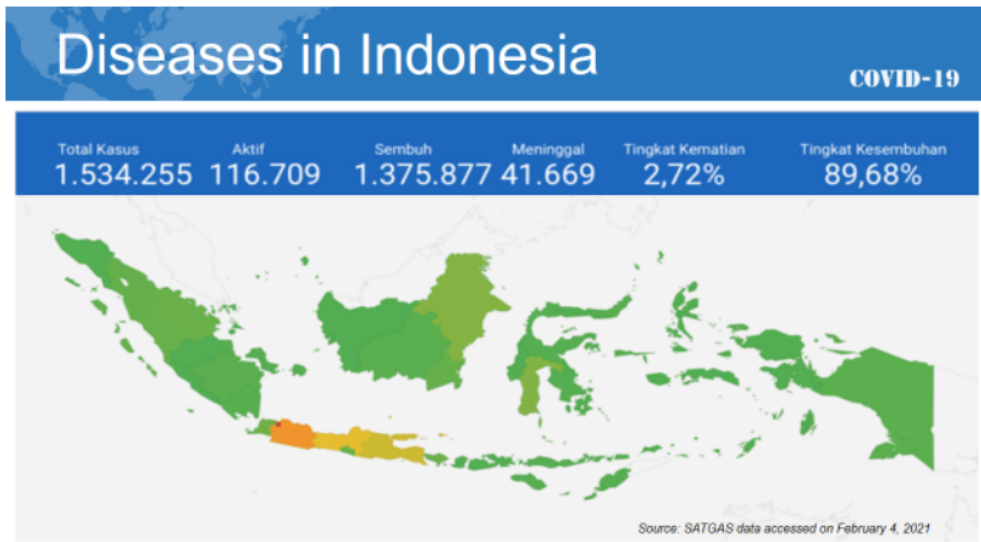 Diseases in Indonesia
COVID-19
Total Kasus Aktif Sembuh Meninggal Tingkat Kematian Tingkat Kesembuhan
1.534.255 116.709 1.375.877 41.669 2,72% 89,68%
Source: SATGAS data accessed on February 4, 2021